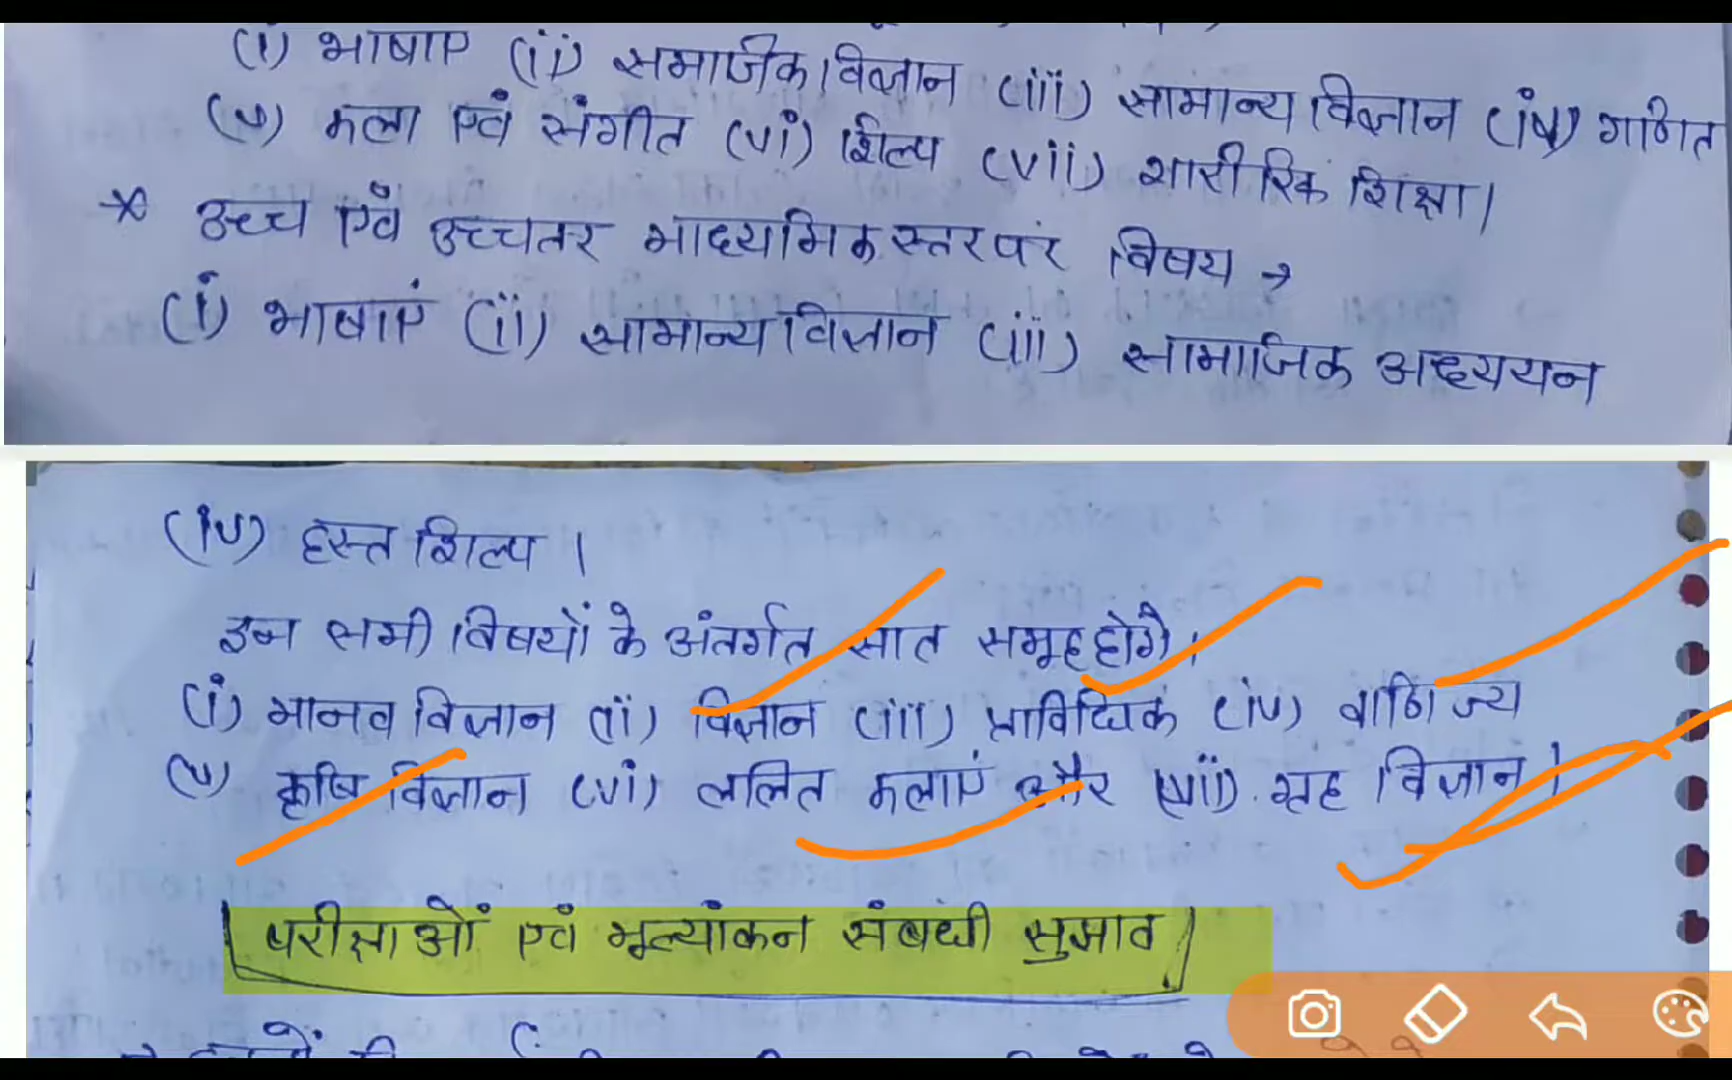 (i) भाषाए (ii) समाजिक विज्ञान (iii) सामान्य विज्ञान (iv) गणित
(v) कला एवं संगीत (vi) शिल्प (vii) शारीरिक शिक्षा।
* उच्च एवं उच्चतर माध्यमिक स्तर पर विषय →
(i) भाषाएं (ii) सामान्य विज्ञान (iii) सामाजिक अध्ययन
(iv) हस्त शिल्प।
इन सभी विषयों के अंतर्गत सात समूह होगें।
(i) मानव विज्ञान (ii) विज्ञान (iii) प्राविधिक (iv) वाणिज्य
(v) कृषि विज्ञान (vi) ललित कलाएं और (vii) गृह विज्ञान।
परीक्षाओं एवं मूल्यांकन संबधी सुझाव